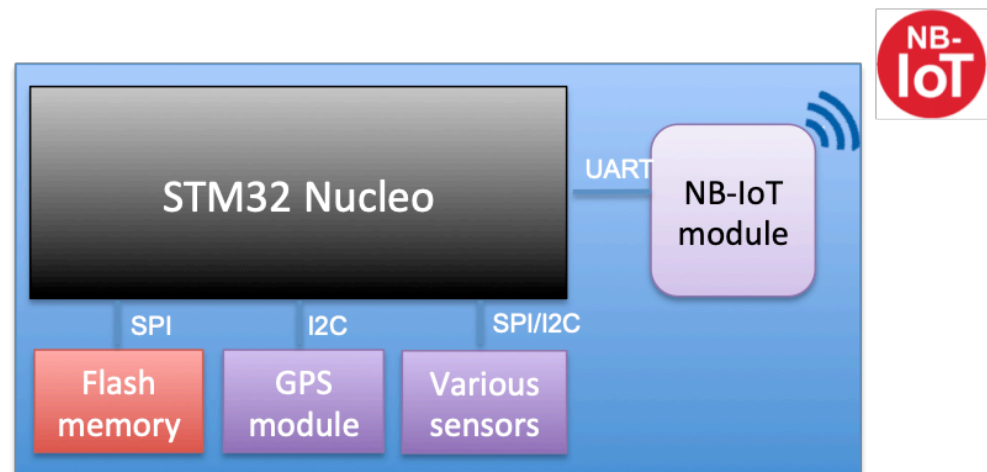 NB-
IoT
STM32 Nucleo
UART
NB-IoT
module
SPI
I2C
SPI/I2C
Flash
memory
GPS
module
Various
sensors